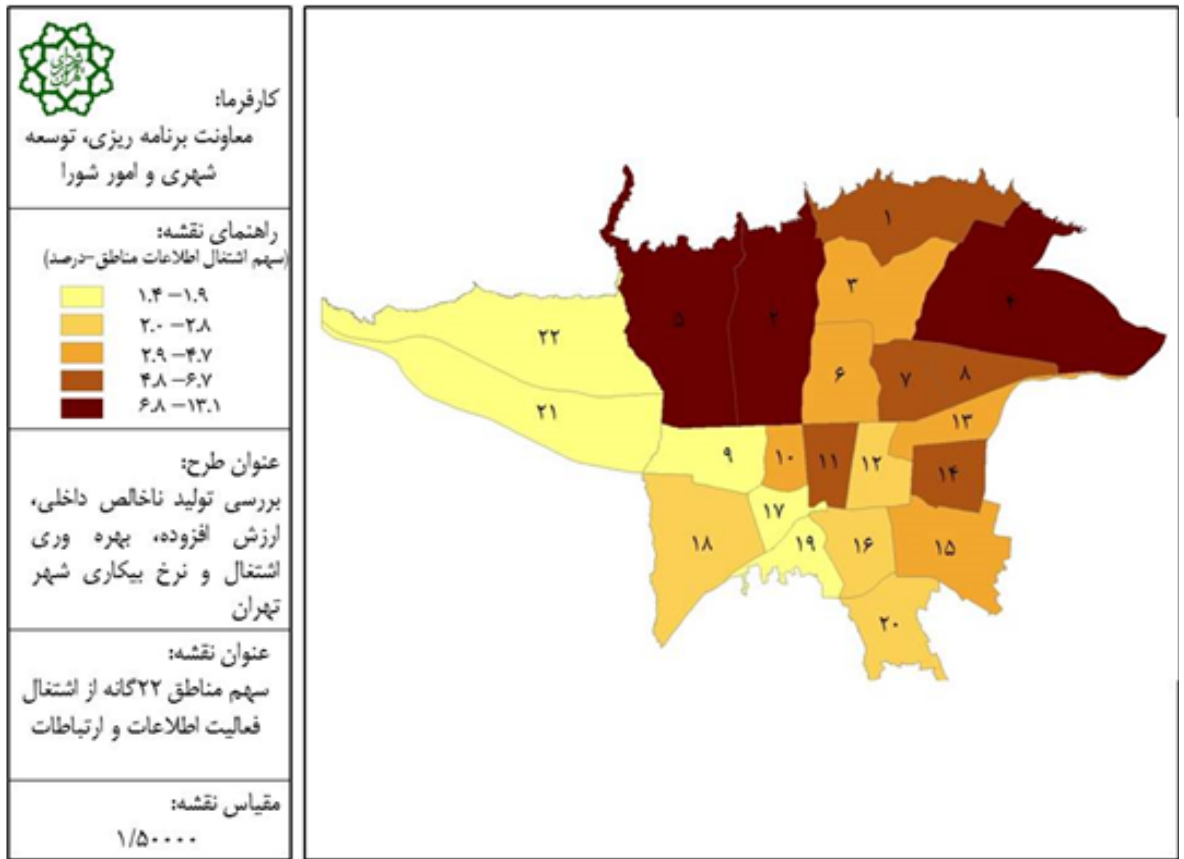 کارفرما:
معاونت برنامه ریزی، توسعه
شهری و امور شورا
راهنمای نقشه:
(سهم اشتغال اطلاعات مناطق-درصد)
۱.۴ – ۱.۹
۲.۰ – ۲.۸
۲.۹ – ۴.۷
۴.۸ – ۶.۷
۶.۸ – ۱۳.۱
عنوان طرح:
بررسی تولید ناخالص داخلی،
ارزش افزوده، بهره وری
اشتغال و نرخ بیکاری شهر
تهران
عنوان نقشه:
سهم مناطق ۲۲گانه از اشتغال
فعالیت اطلاعات و ارتباطات
مقیاس نقشه:
۱/۵۰۰۰۰
۱
۲
۳
۴
۵
۶
۷
۸
۹
۱۰
۱۱
۱۲
۱۳
۱۴
۱۵
۱۶
۱۷
۱۸
۱۹
۲۰
۲۱
۲۲